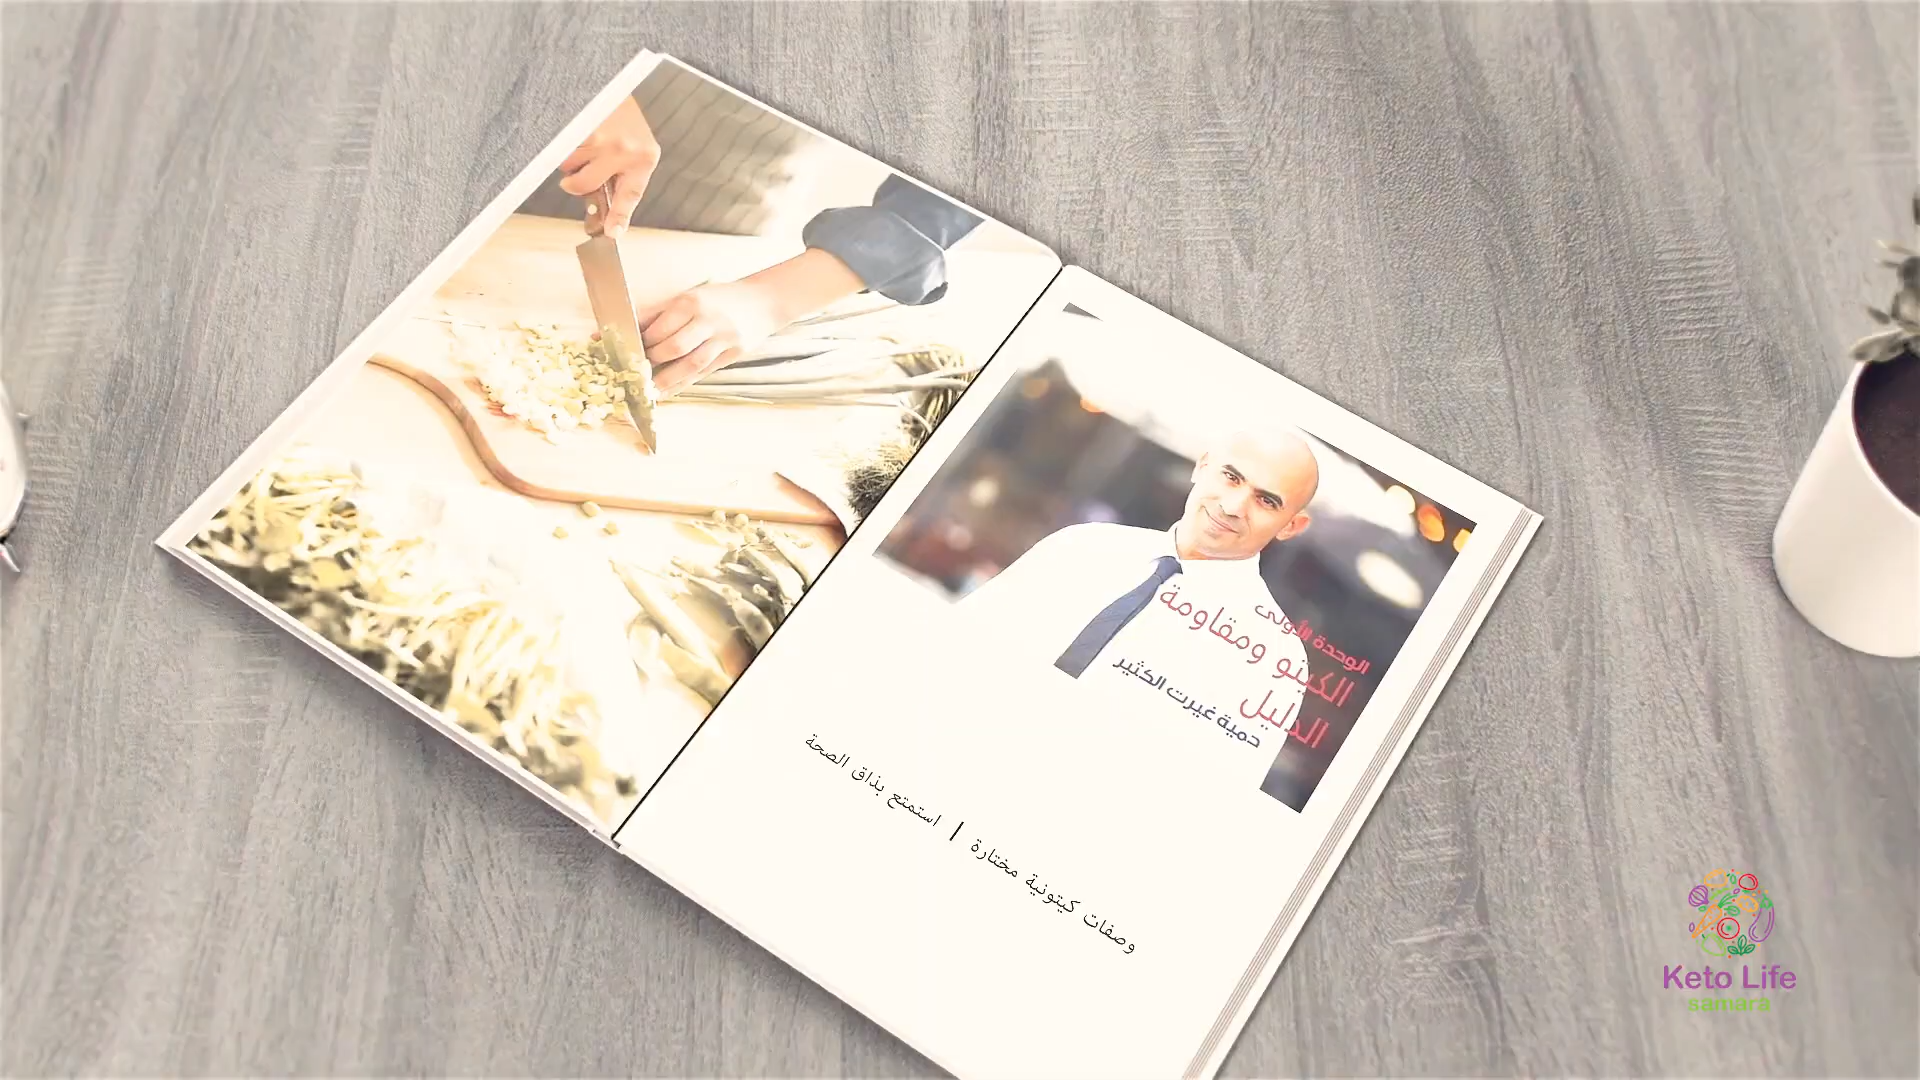 الوحدة الأولى
الكيتو ومقاومة
الدليل
حمية غيرت الكثير
وصفات كيتونية مختارة | استمتع بذاق الصحة
Keto Life
samara